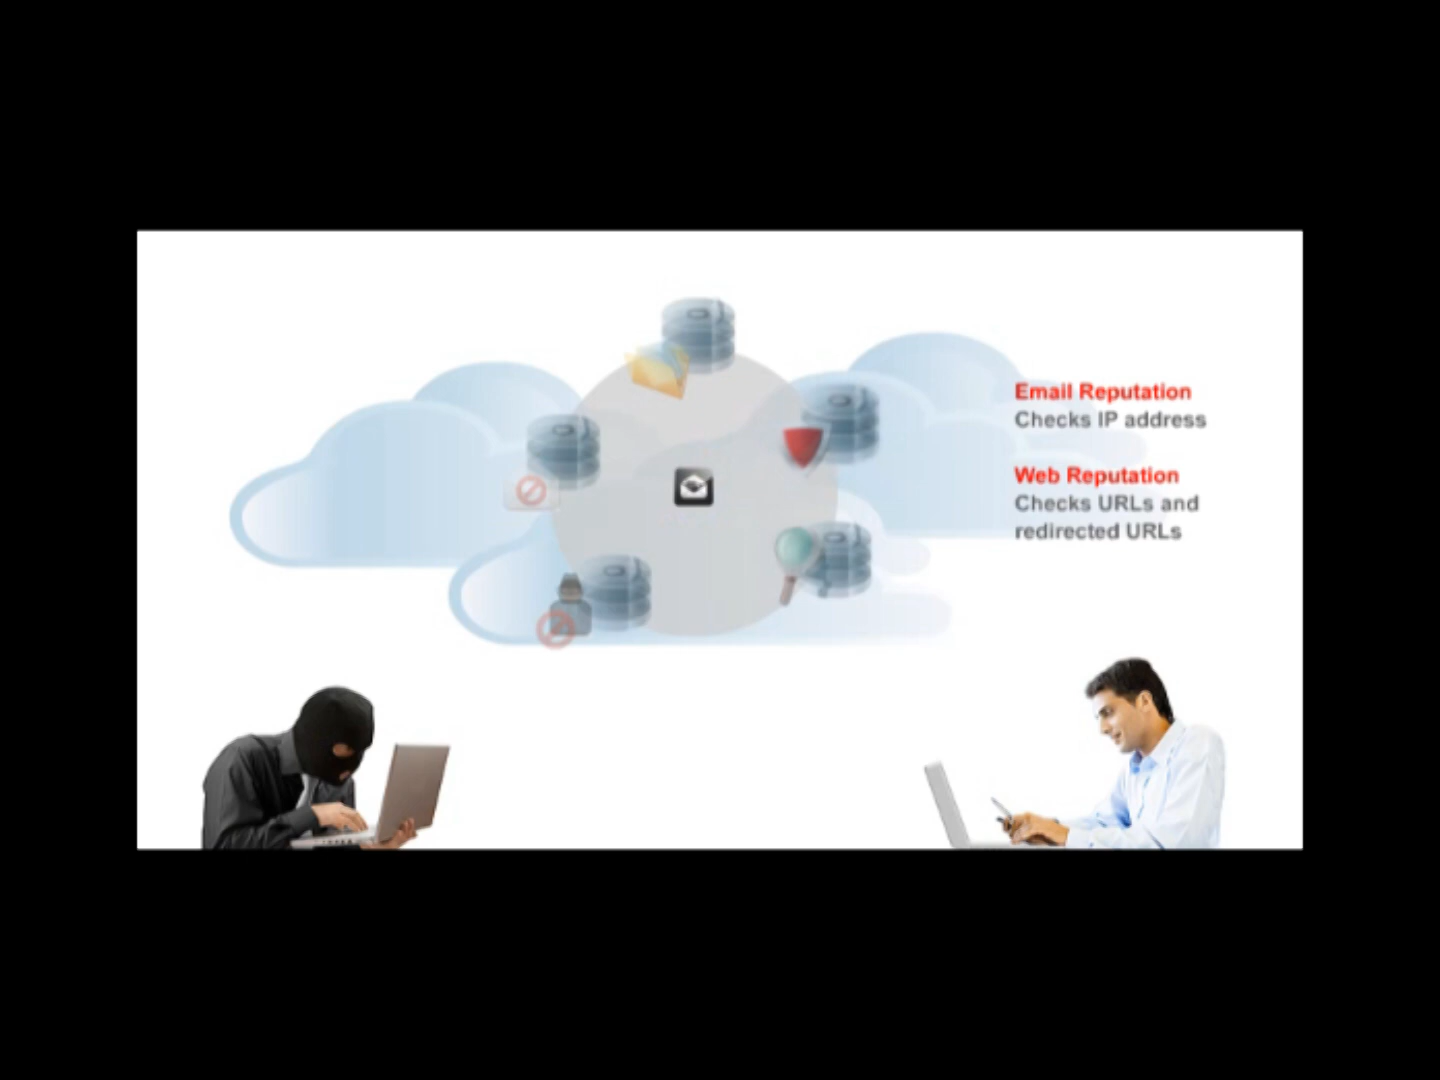 Email Reputation
Checks IP address
Web Reputation
Checks URLs and
redirected URLs